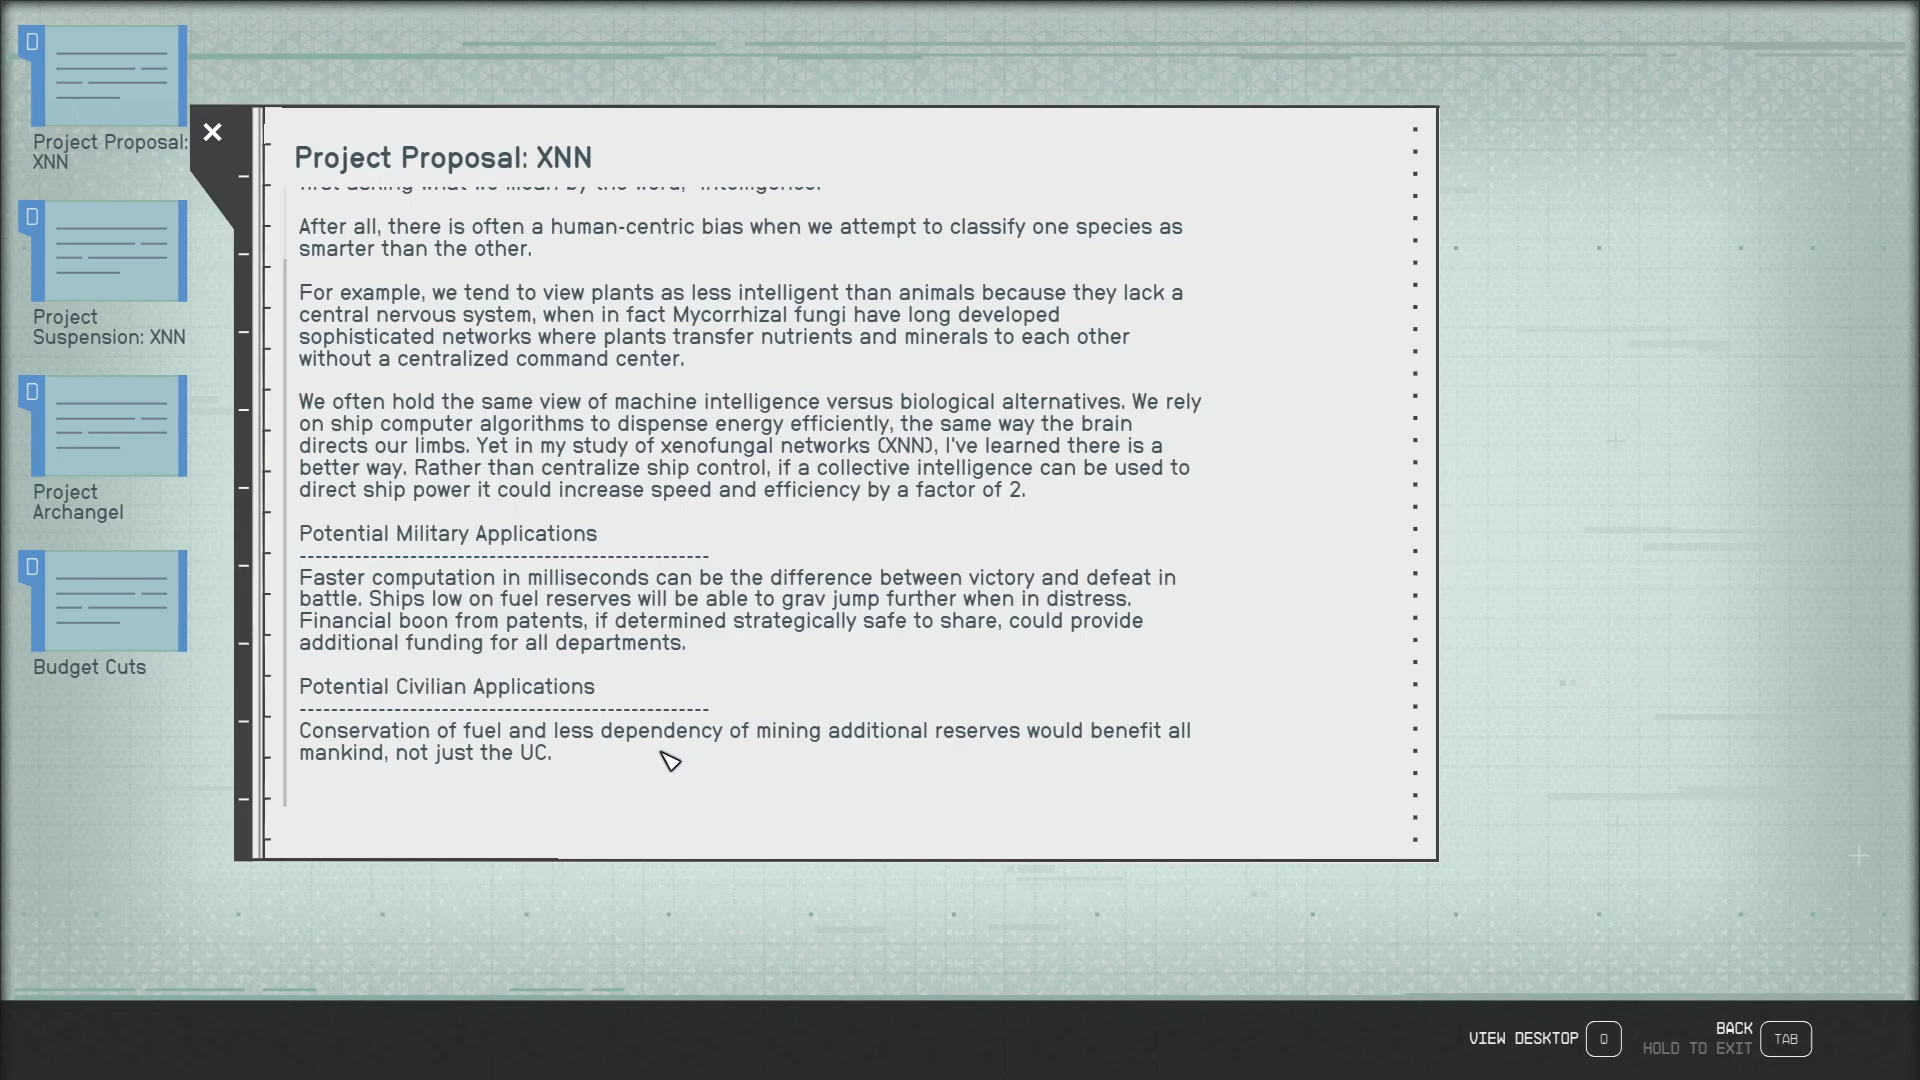 Project Proposal:
XNN
Project
Suspension: XNN
Project
Archangel
Budget Cuts
Project Proposal: XNN
first asking what we mean by the word, "intelligence."
After all, there is often a human-centric bias when we attempt to classify one species as
smarter than the other.
For example, we tend to view plants as less intelligent than animals because they lack a
central nervous system, when in fact Mycorrhizal fungi have long developed
sophisticated networks where plants transfer nutrients and minerals to each other
without a centralized command center.
We often hold the same view of machine intelligence versus biological alternatives. We rely
on ship computer algorithms to dispense energy efficiently, the same way the brain
directs our limbs. Yet in my study of xenofungal networks (XNN), I've learned there is a
better way. Rather than centralize ship control, if a collective intelligence can be used to
direct ship power it could increase speed and efficiency by a factor of 2.
Potential Military Applications
----------------------------------------------------
Faster computation in milliseconds can be the difference between victory and defeat in
battle. Ships low on fuel reserves will be able to grav jump further when in distress.
Financial boon from patents, if determined strategically safe to share, could provide
additional funding for all departments.
Potential Civilian Applications
----------------------------------------------------
Conservation of fuel and less dependency of mining additional reserves would benefit all
mankind, not just the UC.
VIEW DESKTOP Q
BACK
HOLD TO EXIT TAB